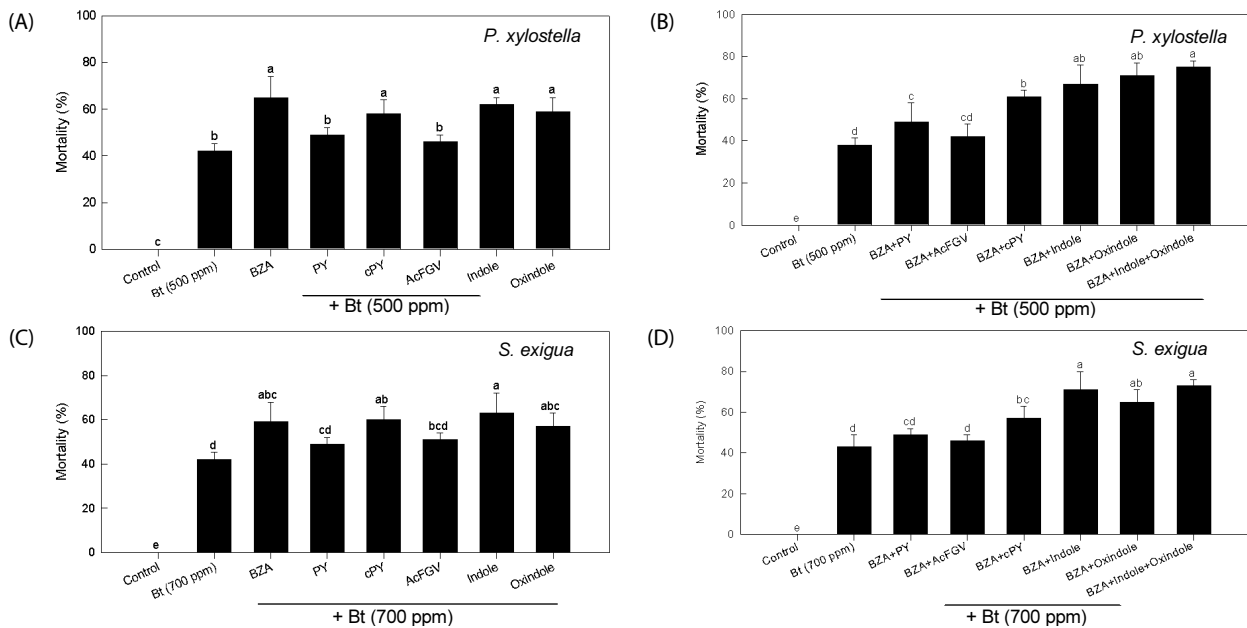 (A)
P. xylostella
Mortality (%)
100
80
60
40
20
0
c
b
a
b
a
b
a
a
Control
Bt (500 ppm)
BZA
PY
cPY
AcFGV
Indole
Oxindole
+ Bt (500 ppm)
(B)
P. xylostella
Mortality (%)
100
80
60
40
20
0
e
d
c
cd
b
ab
ab
a
Control
Bt (500 ppm)
BZA+PY
BZA+AcFGV
BZA+cPY
BZA+Indole
BZA+Oxindole
BZA+Indole+Oxindole
+ Bt (500 ppm)
(C)
S. exigua
Mortality (%)
100
80
60
40
20
0
e
d
abc
cd
ab
bcd
a
abc
Control
Bt (700 ppm)
BZA
PY
cPY
AcFGV
Indole
Oxindole
+ Bt (700 ppm)
(D)
S. exigua
Mortality (%)
100
80
60
40
20
0
e
d
cd
d
bc
a
ab
a
Control
Bt (700 ppm)
BZA+PY
BZA+AcFGV
BZA+cPY
BZA+Indole
BZA+Oxindole
BZA+Indole+Oxindole
+ Bt (700 ppm)